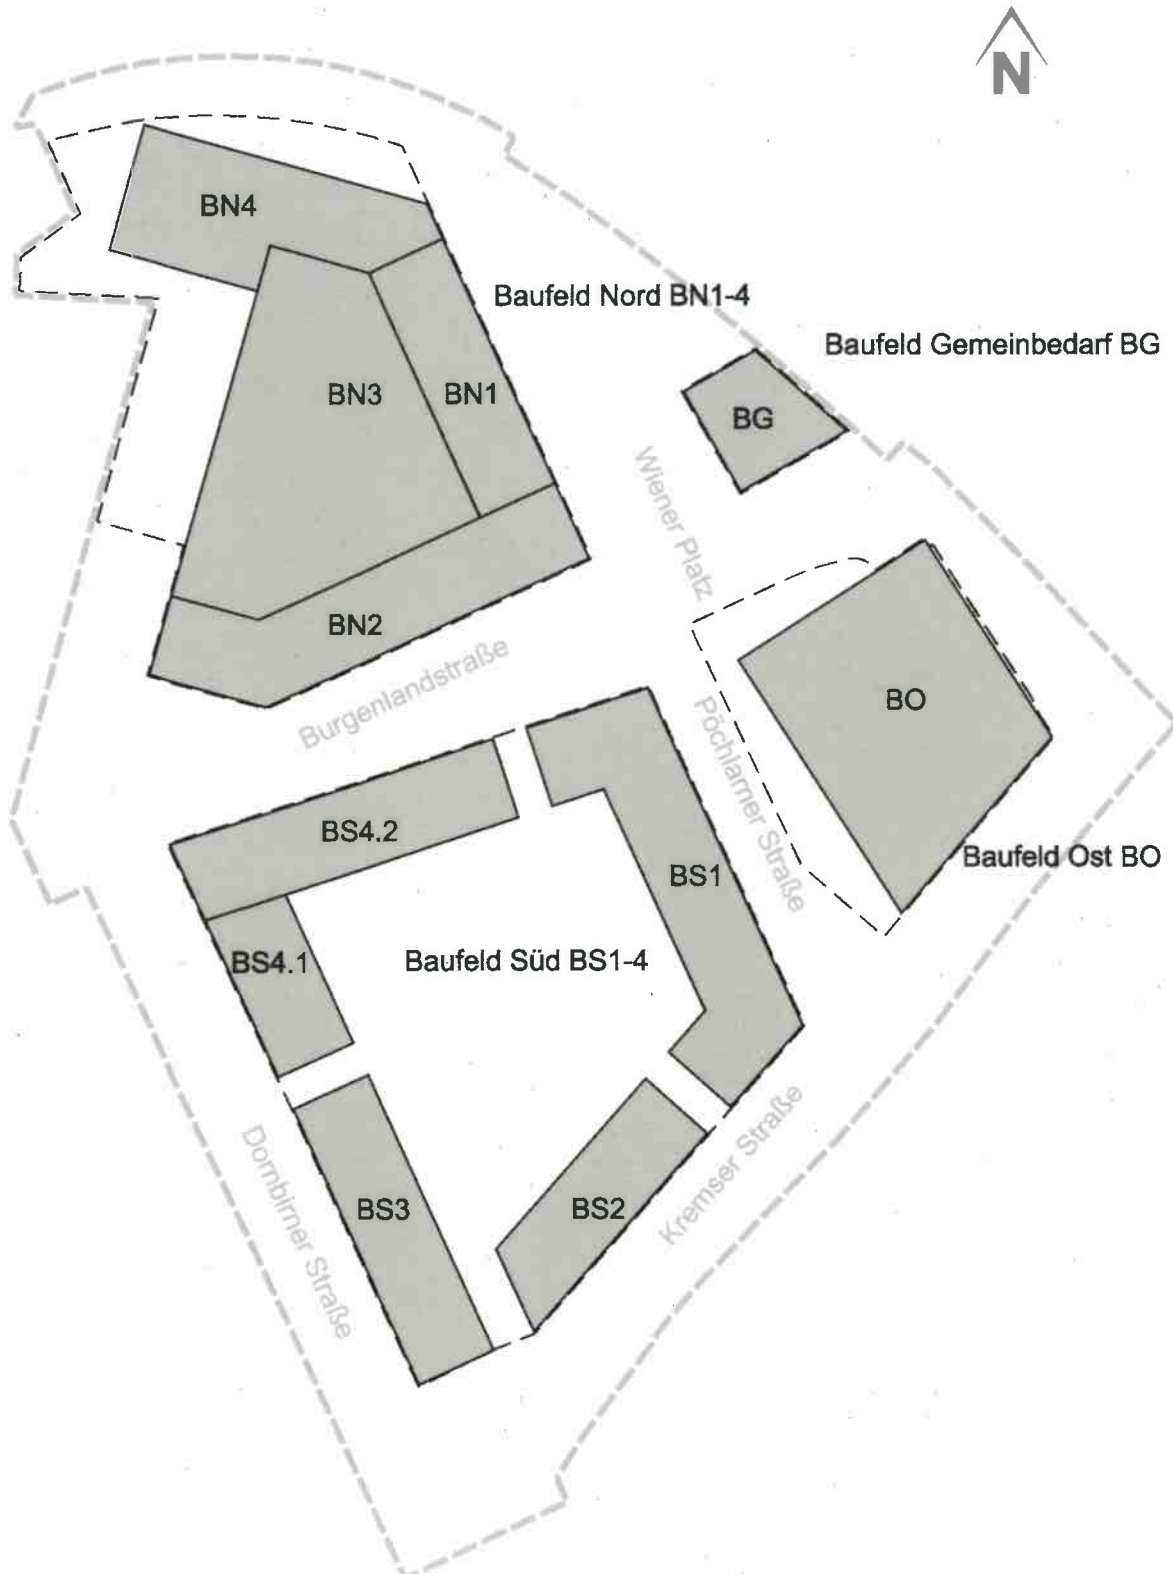 N
BN4
Baufeld Nord BN1-4
Baufeld Gemeinbedarf BG
BN3
BN1
BG
Wiener Platz
BN2
Burgenlandstraße
BO
Pöchlarner Straße
BS4.2
Baufeld Ost BO
BS1
BS4.1
Baufeld Süd BS1-4
Dornbirner Straße
BS3
BS2
Kremser Straße